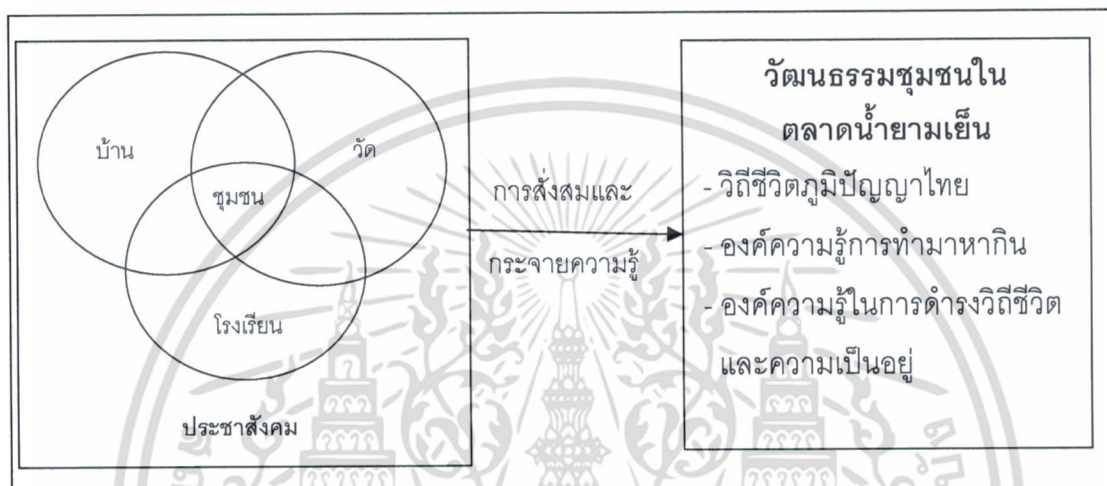 บ้าน
วัด
ชุมชน
โรงเรียน
ประชาสังคม
การสั่งสมและ
กระจายความรู้
วัฒนธรรมชุมชนใน
ตลาดน้ำยามเย็น
- วิถีชีวิตภูมิปัญญาไทย
- องค์ความรู้การทำมาหากิน
- องค์ความรู้ในการดำรงวิถีชีวิต
และความเป็นอยู่